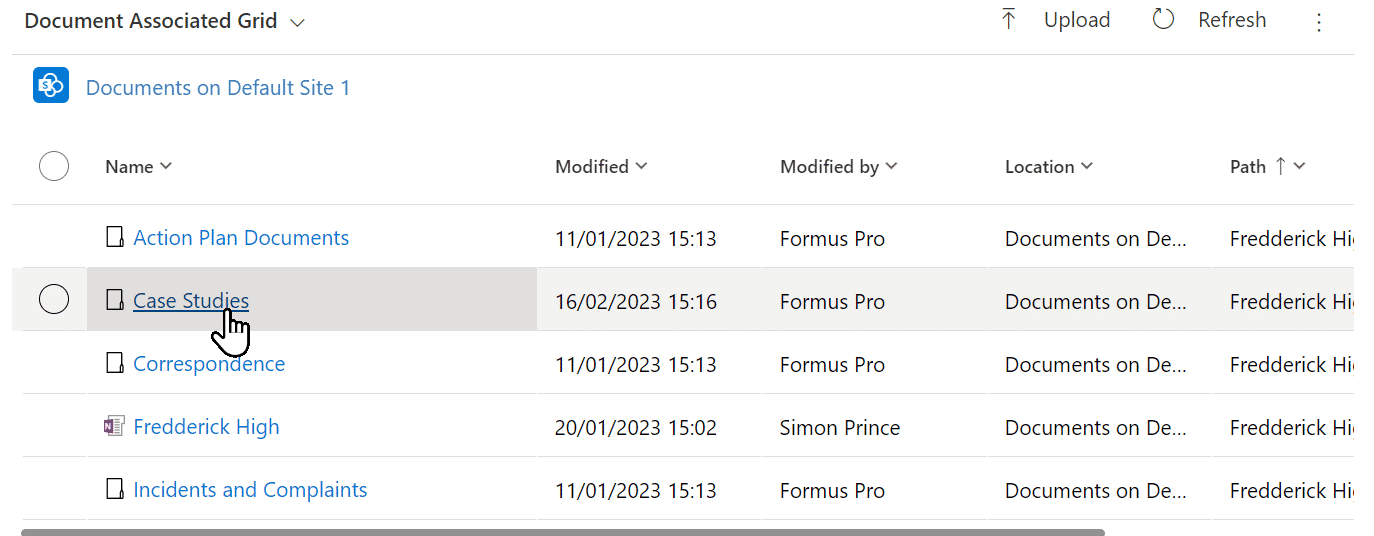 Document Associated Grid Upload Refresh
Documents on Default Site 1
Name Modified Modified by Location Path
Action Plan Documents 11/01/2023 15:13 Formus Pro Documents on De... Fredderick Hi
Case Studies 16/02/2023 15:16 Formus Pro Documents on De... Fredderick Hi
Correspondence 11/01/2023 15:13 Formus Pro Documents on De... Fredderick Hi
Fredderick High 20/01/2023 15:02 Simon Prince Documents on De... Fredderick Hi
Incidents and Complaints 11/01/2023 15:13 Formus Pro Documents on De... Fredderick Hi